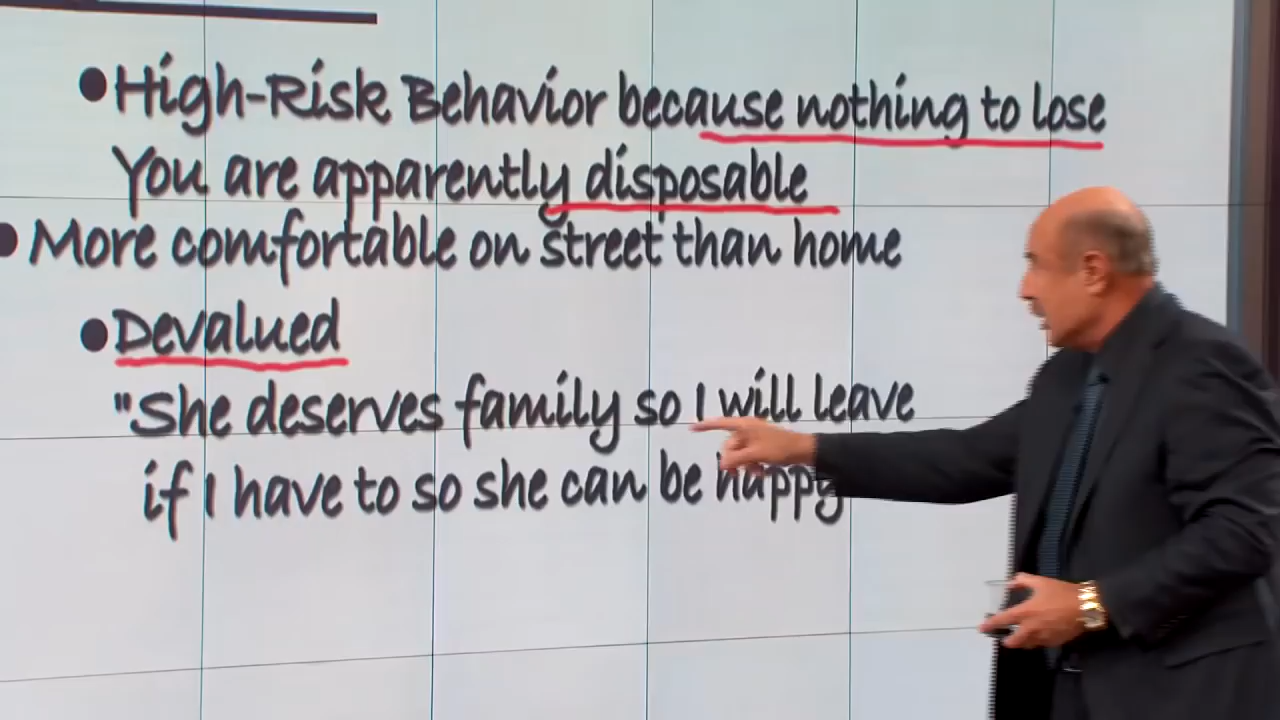 •High-Risk Behavior because nothing to lose
You are apparently disposable
•More comfortable on street than home
•Devalued
"She deserves family so I will leave
if I have to so she can be happy